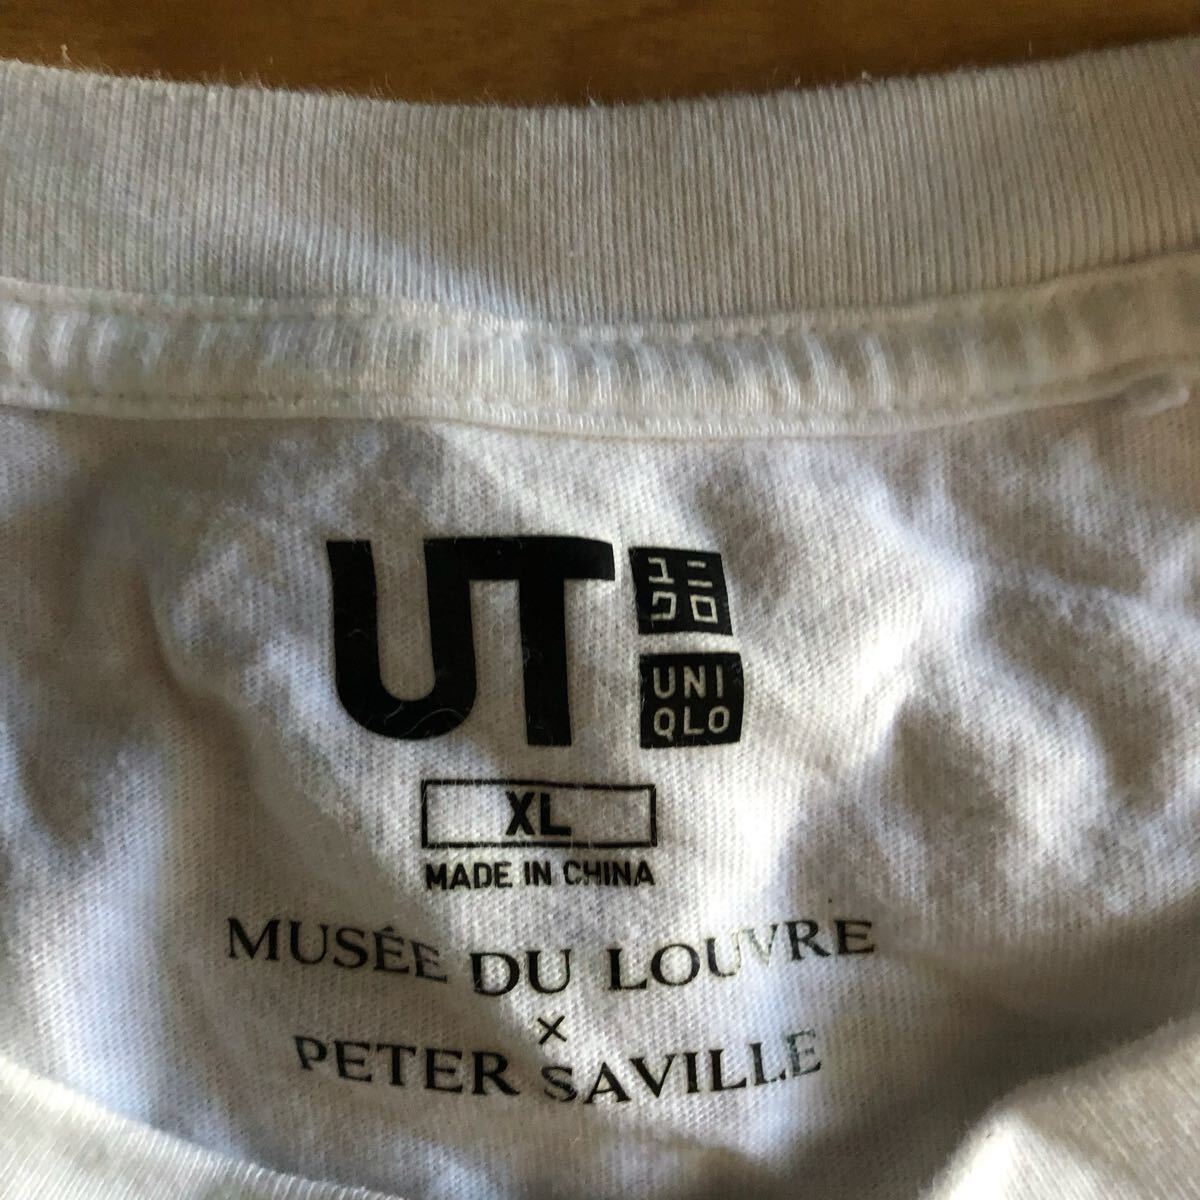 UT
ユニ
クロ
UNI
QLO
XL
MADE IN CHINA
MUSÉE DU LOUVRE
×
PETER SAVILLE